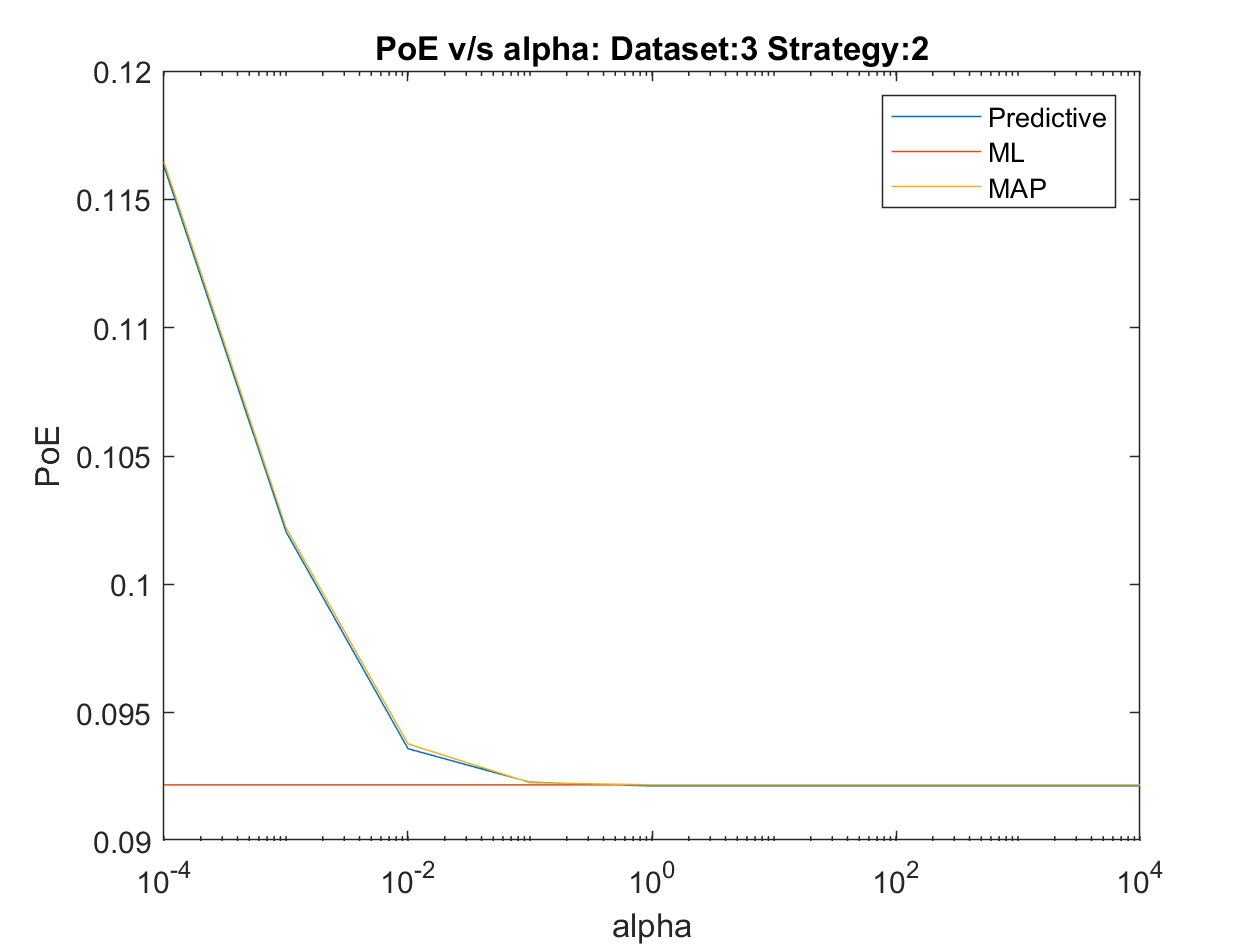 PoE v/s alpha: Dataset:3 Strategy:2
0.12
0.115
0.11
0.105
0.1
0.095
0.09
PoE
Predictive
ML
MAP
10^-4
10^-2
10^0
10^2
10^4
alpha